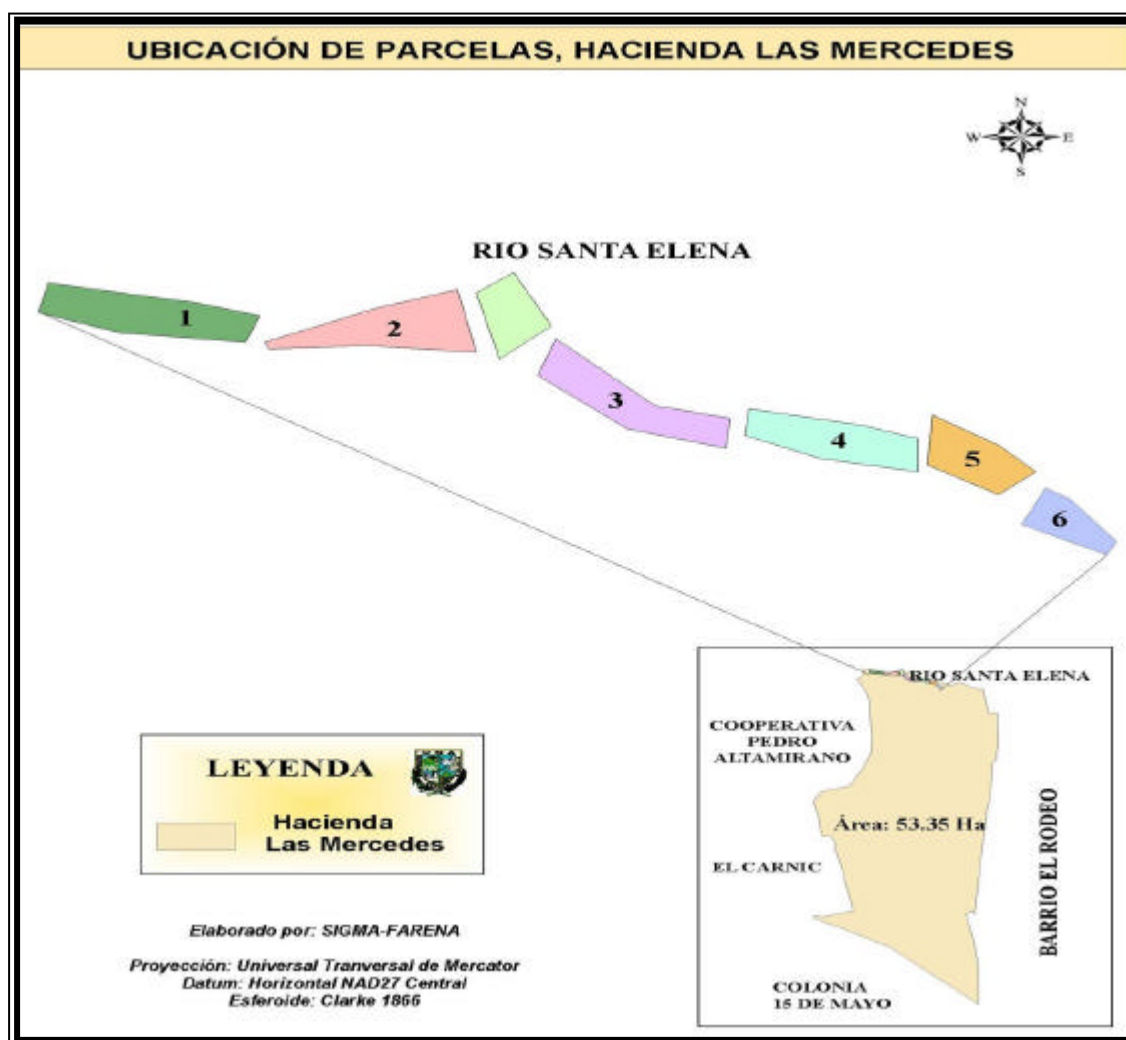 UBICACIÓN DE PARCELAS, HACIENDA LAS MERCEDES
N
W
E
S
RIO SANTA ELENA
1
2
3
4
5
6
RIO SANTA ELENA
COOPERATIVA
PEDRO
ALTAMIRANO
Área: 53.35 Ha
EL CARNIC
BARRIO EL RODEO
COLONIA
15 DE MAYO
LEYENDA
Hacienda
Las Mercedes
Elaborado por: SIGMA-FARENA
Proyección: Universal Tranversal de Mercator
Datum: Horizontal NAD27 Central
Esferoide: Clarke 1866